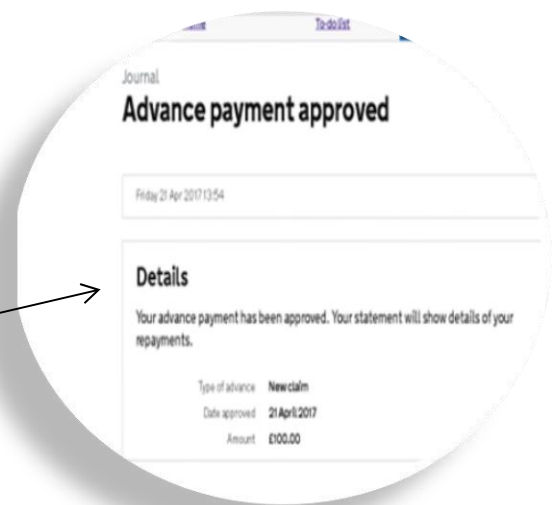 To-do list
Journal
Advance payment approved
Friday 21 Apr 2017 13:54
Details
Your advance payment has been approved. Your statement will show details of your
repayments.
Type of advance New claim
Date approved 21 April 2017
Amount £100.00